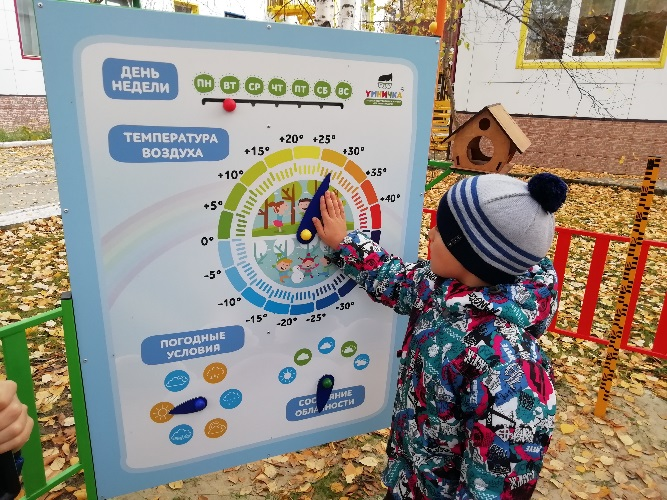 ДЕНЬ
НЕДЕЛИ
ПН ВТ СР ЧТ ПТ СБ ВС
УМНИЧКА
ТЕМПЕРАТУРА
ВОЗДУХА
+20° +25°
+15° +30°
+10° +35°
+5° +40°
0°
-5°
-10°
-15° -20° -25° -30°
ПОГОДНЫЕ
УСЛОВИЯ
СОСТОЯНИЕ
ОБЛАЧНОСТИ